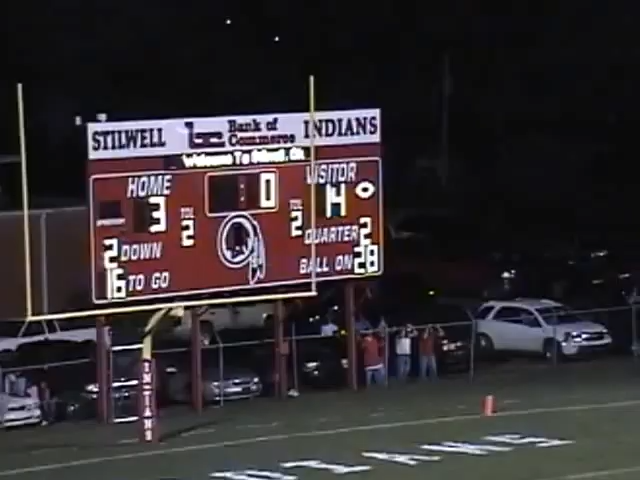 STILWELL Bank of Commerce INDIANS
Welcome To Stilwell, Ok
HOME : 0 VISITOR
3 TOL 2 TOL 2 14
2 DOWN QUARTER 2
16 TO GO BALL ON 28
INDIANS
DIANS